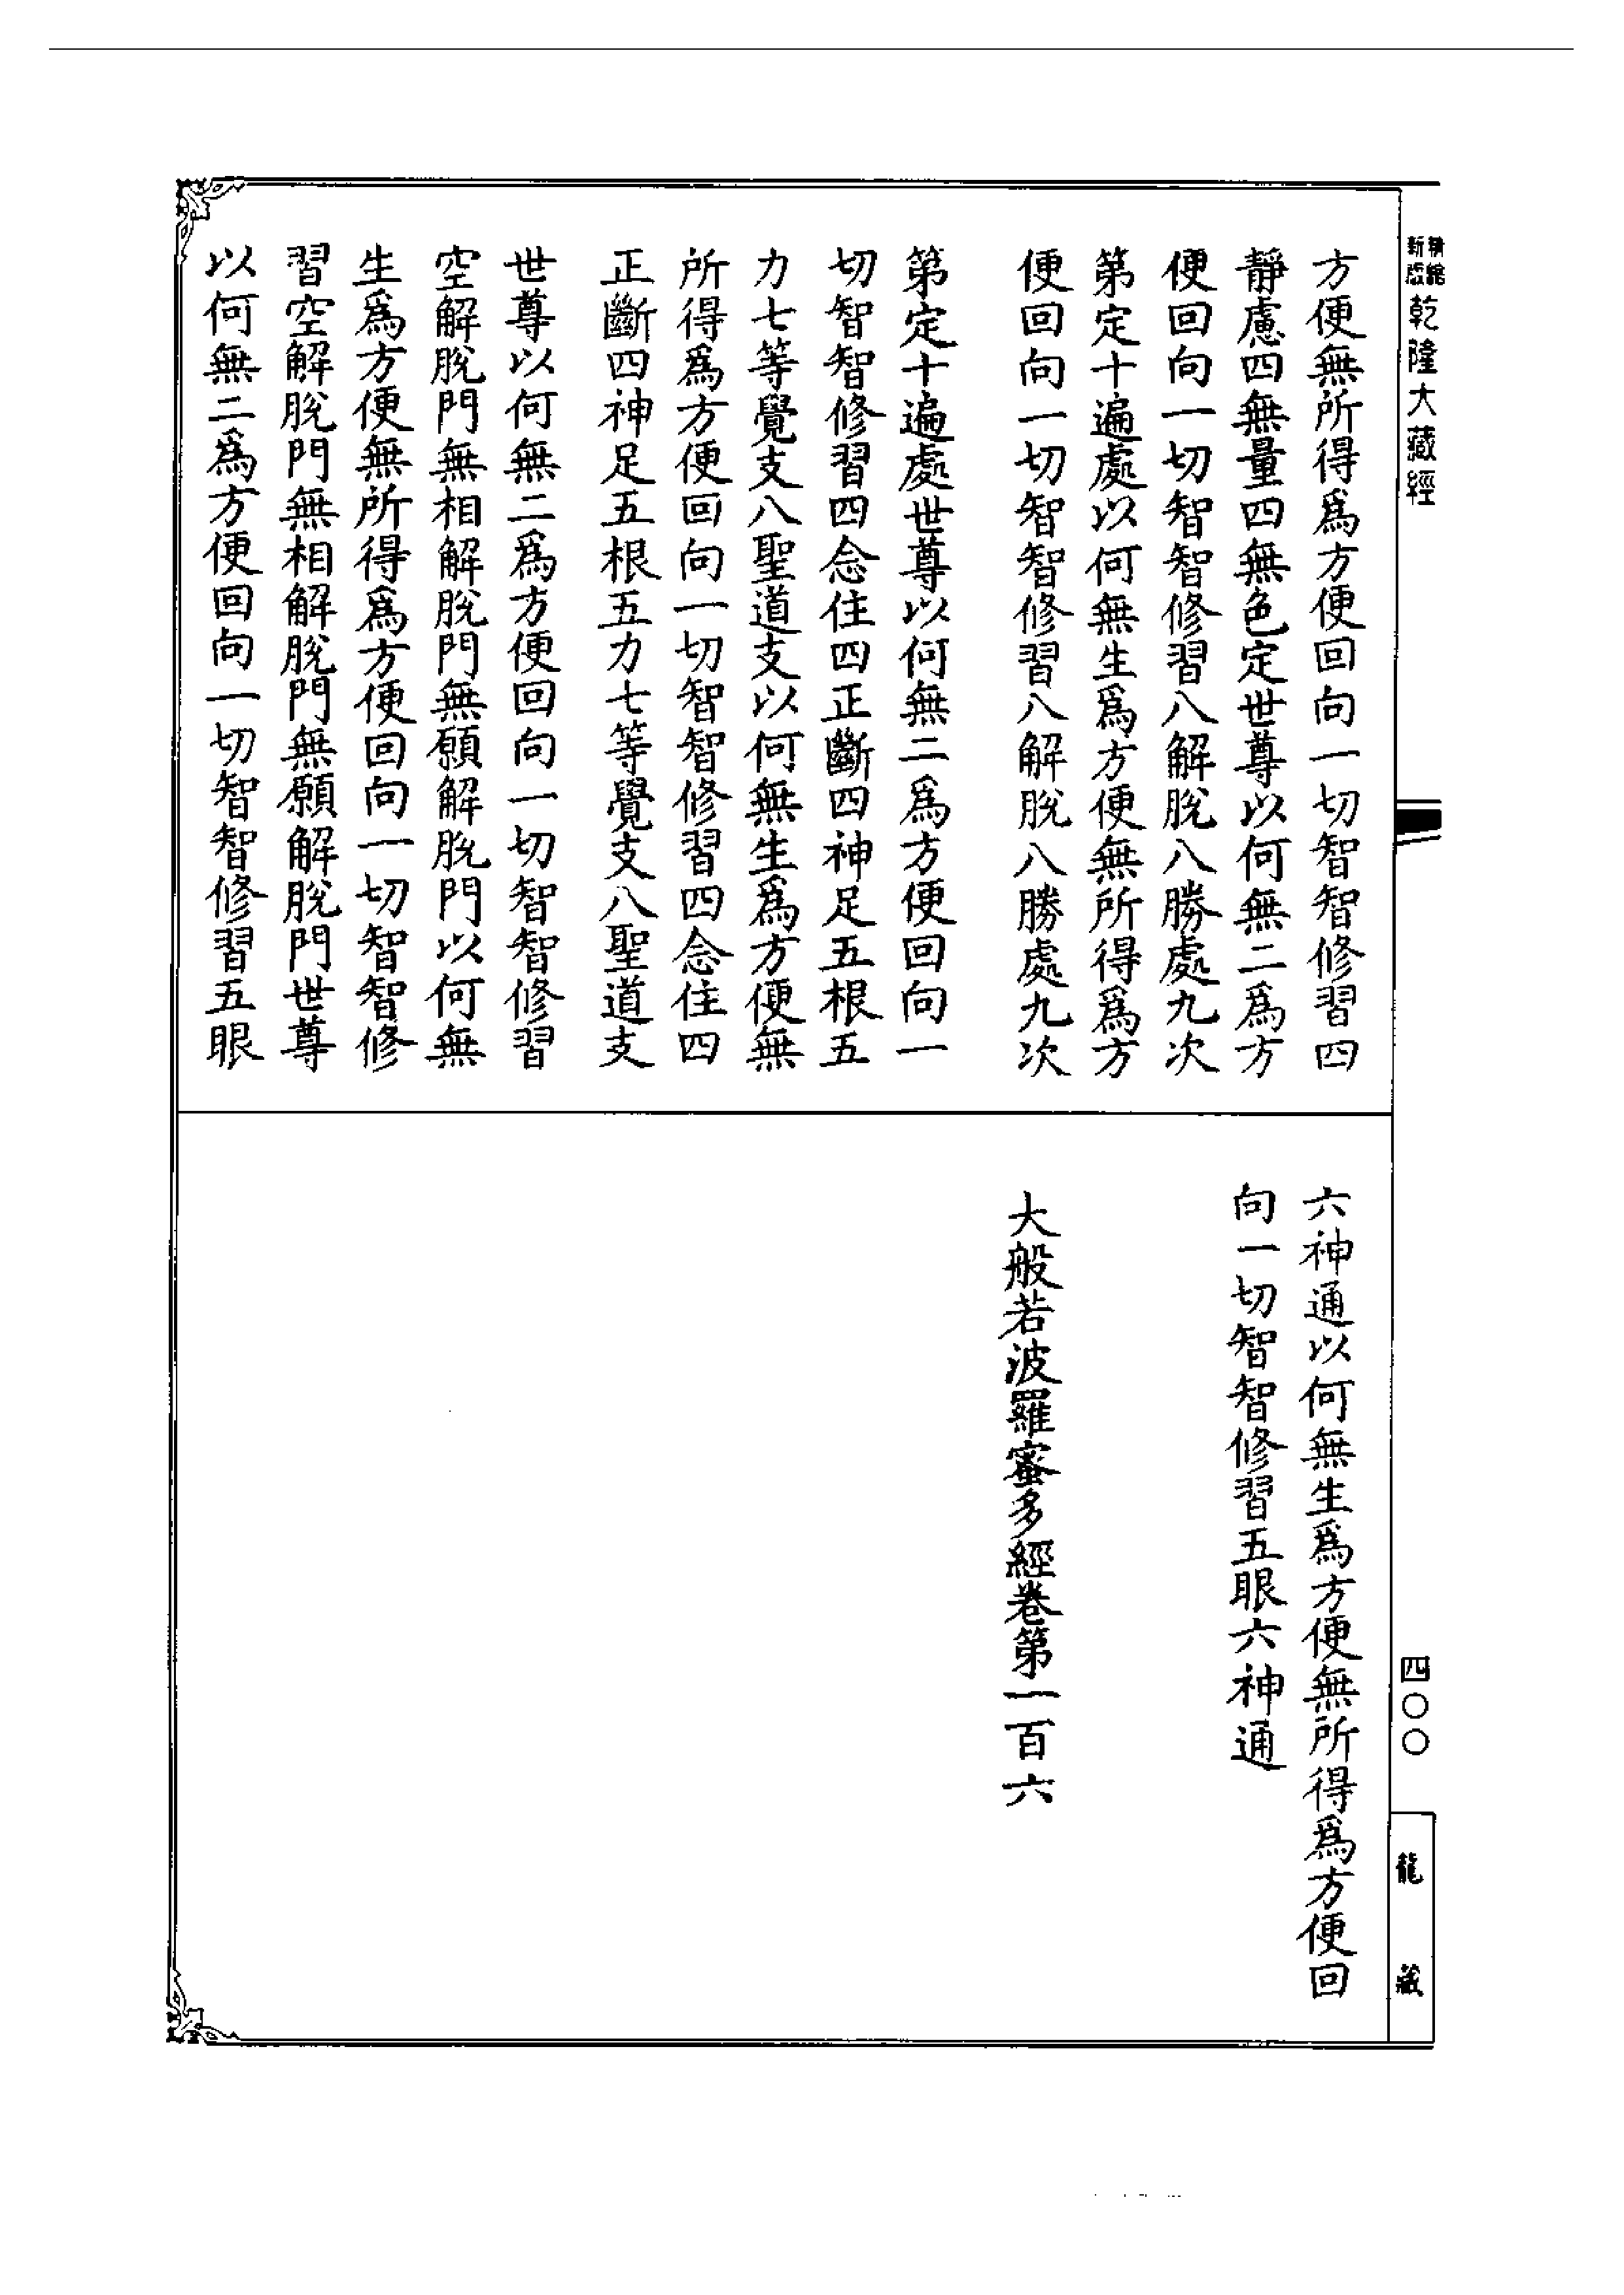 新編縮版
乾隆大藏經
方便無所得爲方便回向一切智智修習四
靜慮四無量四無色定世尊以何無二爲方
便回向一切智智修習八解脫八勝處九次
第定十遍處以何無生爲方便無所得爲方
便回向一切智智修習八解脫八勝處九次
第定十遍處世尊以何無二爲方便回向一
切智智修習四念住四正斷四神足五根五
力七等覺支八聖道支以何無生爲方便無
所得爲方便回向一切智智修習四念住四
正斷四神足五根五力七等覺支八聖道支
世尊以何無二爲方便回向一切智智修習
空解脫門無相解脫門無願解脫門以何無
生爲方便無所得爲方便回向一切智智修
習空解脫門無相解脫門無願解脫門世尊
以何無二爲方便回向一切智智修習五眼
六神通以何無生爲方便無所得爲方便回
向一切智智修習五眼六神通
大般若波羅蜜多經卷第一百六
四〇〇
龍藏